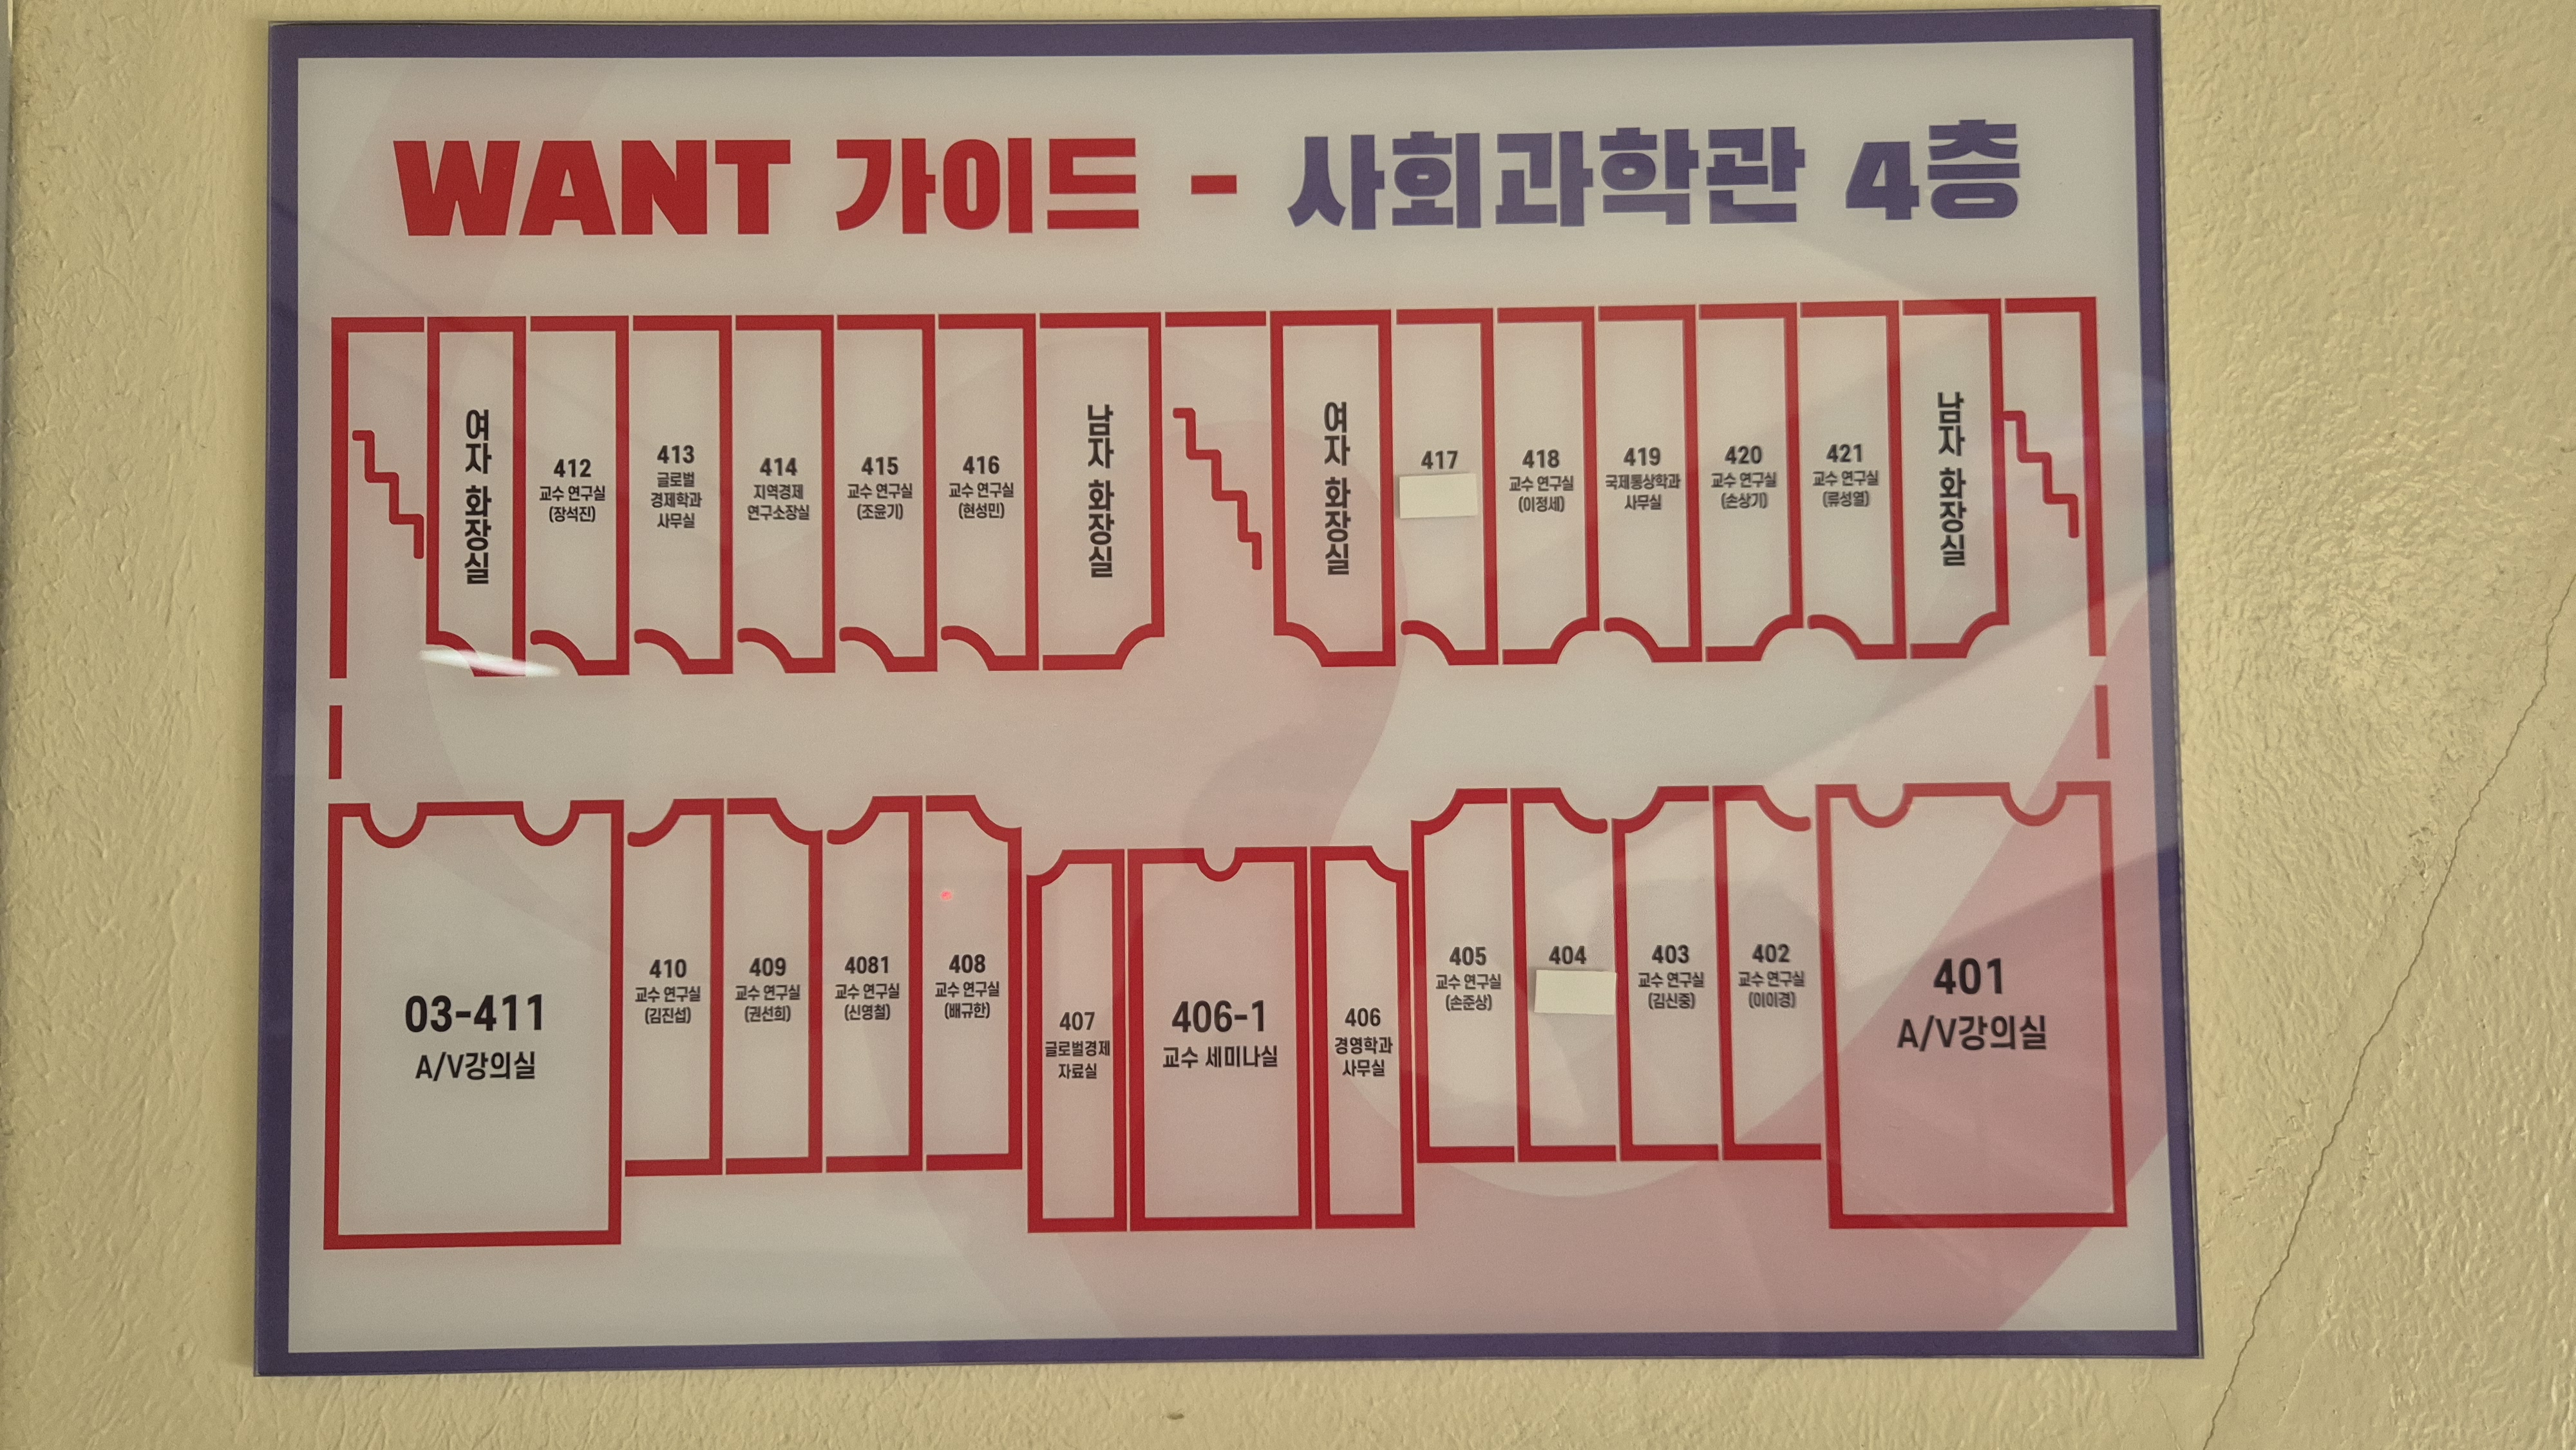 WANT 가이드 - 사회과학관 4층
여자 화장실
412
교수 연구실
(장석진)
413
글로벌
경제학과
사무실
414
지역경제
연구소장실
415
교수 연구실
(조윤기)
416
교수 연구실
(현성민)
남자 화장실
여자 화장실
417
418
교수 연구실
(이정세)
419
국제통상학과
사무실
420
교수 연구실
(손상기)
421
교수 연구실
(류성열)
남자 화장실
03-411
A/V강의실
410
교수 연구실
(김진섭)
409
교수 연구실
(권선희)
4081
교수 연구실
(신영철)
408
교수 연구실
(배규한)
407
글로벌경제
자료실
406-1
교수 세미나실
406
경영학과
사무실
405
교수 연구실
(손준상)
404
403
교수 연구실
(김신중)
402
교수 연구실
(이이경)
401
A/V강의실